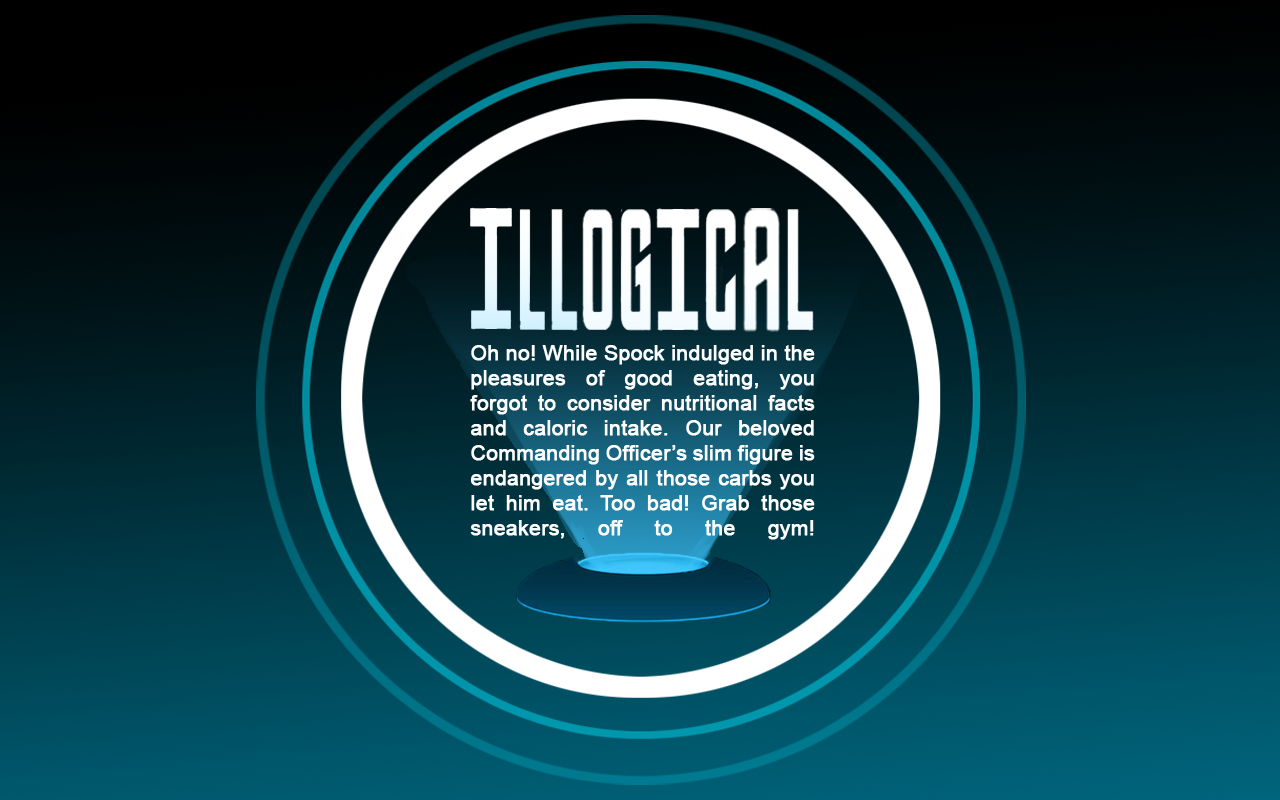 ILLOGICAL
Oh no! While Spock indulged in the
pleasures of good eating, you
forgot to consider nutritional facts
and caloric intake. Our beloved
Commanding Officer’s slim figure is
endangered by all those carbs you
let him eat. Too bad! Grab those
sneakers, off to the gym!